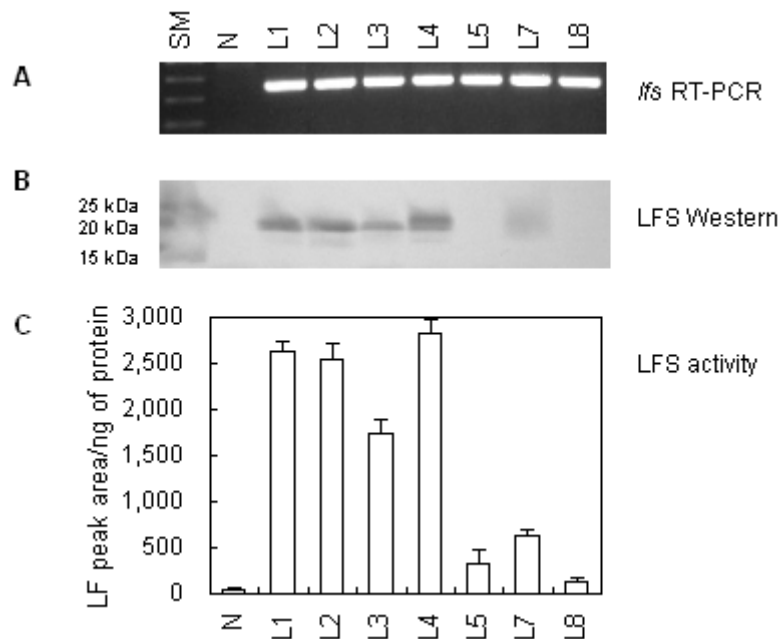 SM N L1 L2 L3 L4 L5 L7 L8
A
lfs RT-PCR
B
25 kDa
20 kDa
15 kDa
LFS Western
C
LF peak area/ng of protein
3,000
2,500
2,000
1,500
1,000
500
0
LFS activity
N L1 L2 L3 L4 L5 L7 L8